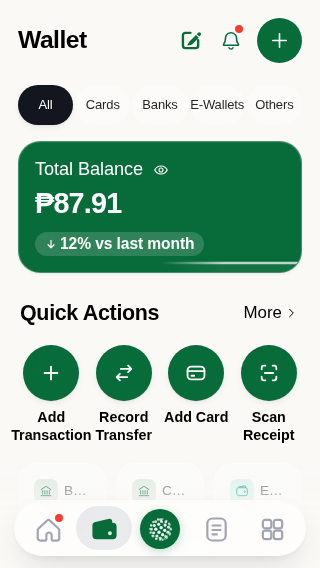 Wallet
All
Cards
Banks
E-Wallets
Others
Total Balance
₱87.91
12% vs last month
Quick Actions
More
Add
Transaction
Record
Transfer
Add Card
Scan
Receipt
B...
C...
E...